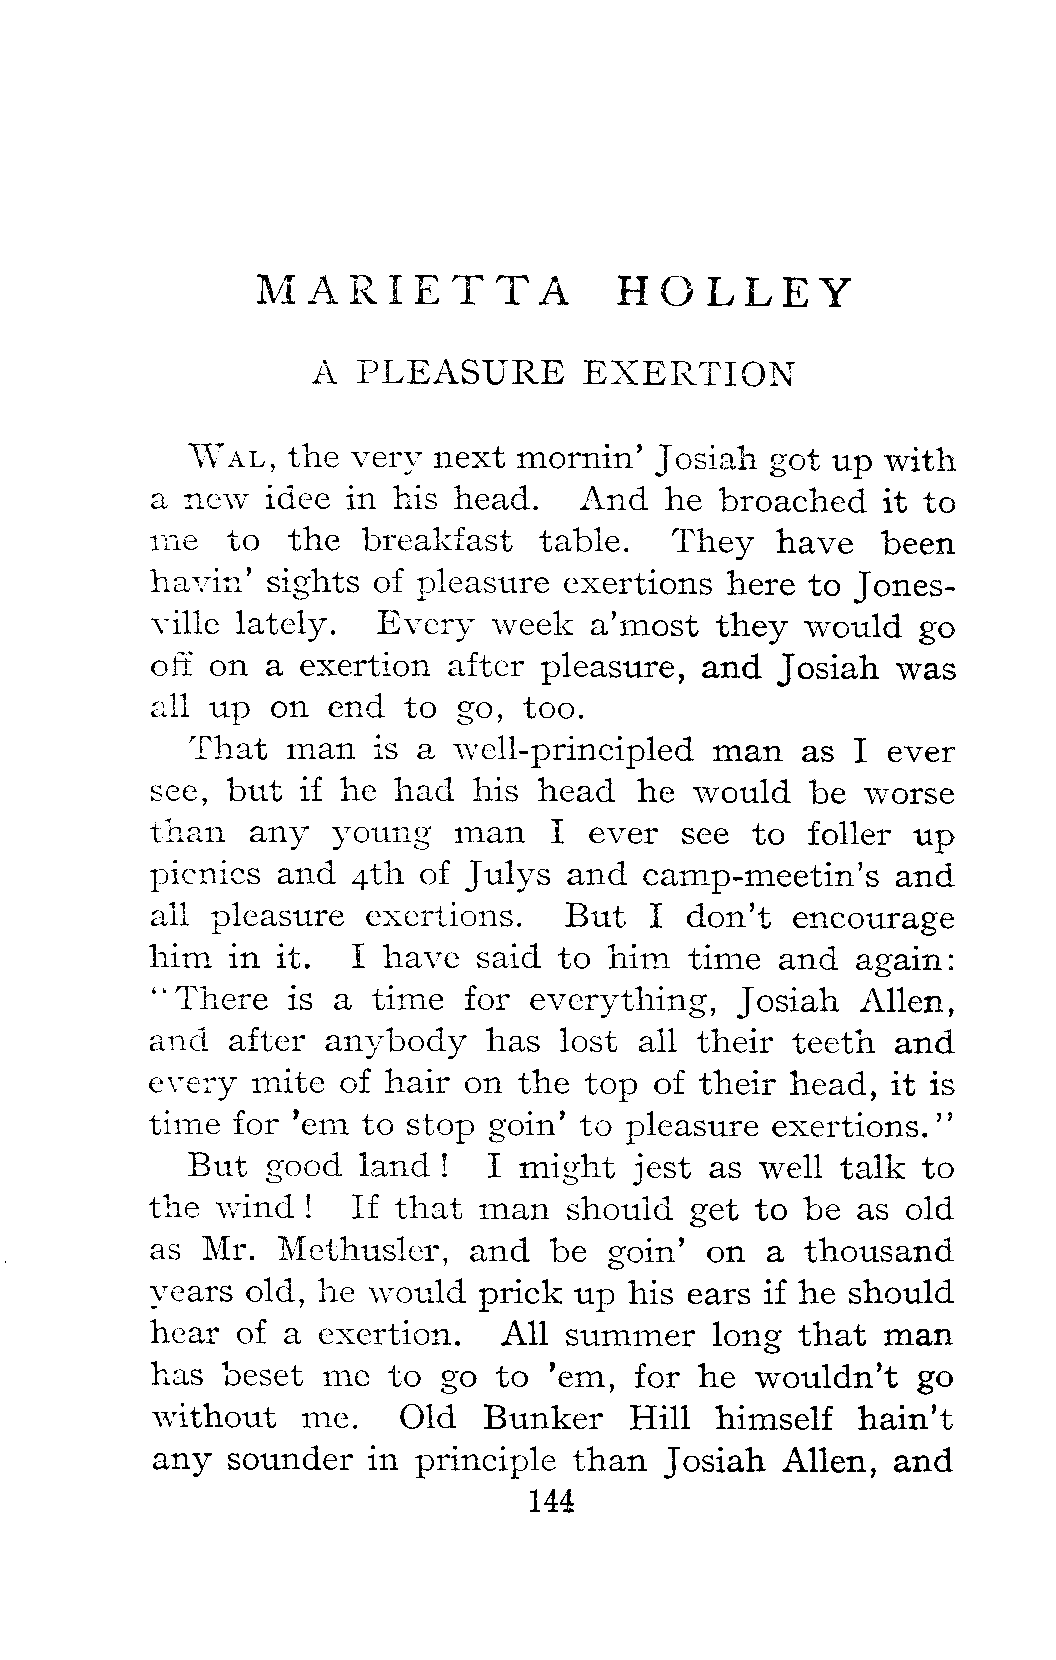 MARIETTA HOLLEY
A PLEASURE EXERTION
WAL, the very next mornin' Josiah got up with
a new idee in his head. And he broached it to
me to the breakfast table. They have been
havin' sights of pleasure exertions here to Jones-
ville lately. Every week a'most they would go
off on a exertion after pleasure, and Josiah was
all up on end to go, too.
That man is a well-principled man as I ever
see, but if he had his head he would be worse
than any young man I ever see to foller up
picnics and 4th of Julys and camp-meetin's and
all pleasure exertions. But I don't encourage
him in it. I have said to him time and again:
"There is a time for everything, Josiah Allen,
and after anybody has lost all their teeth and
every mite of hair on the top of their head, it is
time for 'em to stop goin' to pleasure exertions."
But good land! I might jest as well talk to
the wind! If that man should get to be as old
as Mr. Methusler, and be goin' on a thousand
years old, he would prick up his ears if he should
hear of a exertion. All summer long that man
has beset me to go to 'em, for he wouldn't go
without me. Old Bunker Hill himself hain't
any sounder in principle than Josiah Allen, and
144